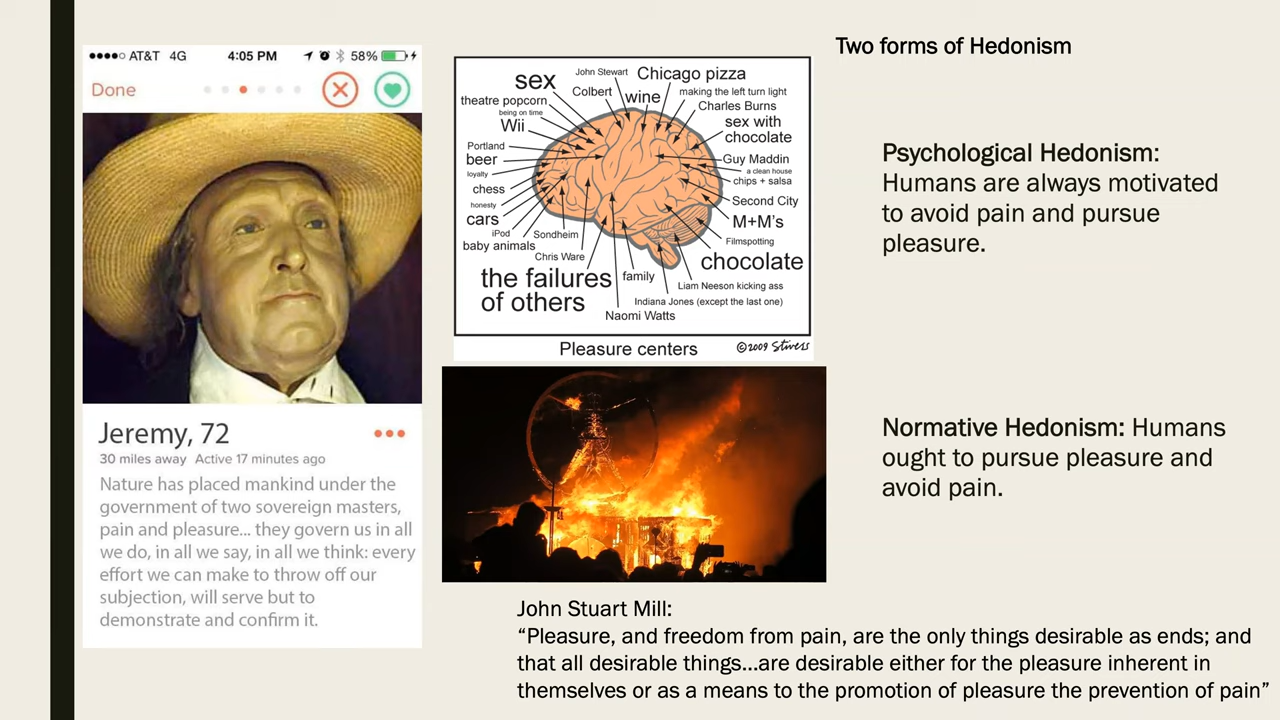 Two forms of Hedonism
●●●●○ AT&T 4G 4:05 PM 58%
Done
Jeremy, 72
30 miles away Active 17 minutes ago
Nature has placed mankind under the
government of two sovereign masters,
pain and pleasure... they govern us in all
we do, in all we say, in all we think: every
effort we can make to throw off our
subjection, will serve but to
demonstrate and confirm it.
sex
John Stewart
Chicago pizza
Colbert
wine
making the left turn light
theatre popcorn
Charles Burns
being on time
Wii
sex with
chocolate
Portland
beer
Guy Maddin
loyalty
a clean house
chips + salsa
chess
honesty
Second City
cars
M+M's
iPod
Sondheim
Filmspotting
baby animals
Chris Ware
chocolate
the failures
of others
family
Liam Neeson kicking ass
Indiana Jones (except the last one)
Naomi Watts
Pleasure centers
©2009 Stivers
Psychological Hedonism:
Humans are always motivated
to avoid pain and pursue
pleasure.
Normative Hedonism: Humans
ought to pursue pleasure and
avoid pain.
John Stuart Mill:
“Pleasure, and freedom from pain, are the only things desirable as ends; and
that all desirable things...are desirable either for the pleasure inherent in
themselves or as a means to the promotion of pleasure the prevention of pain”